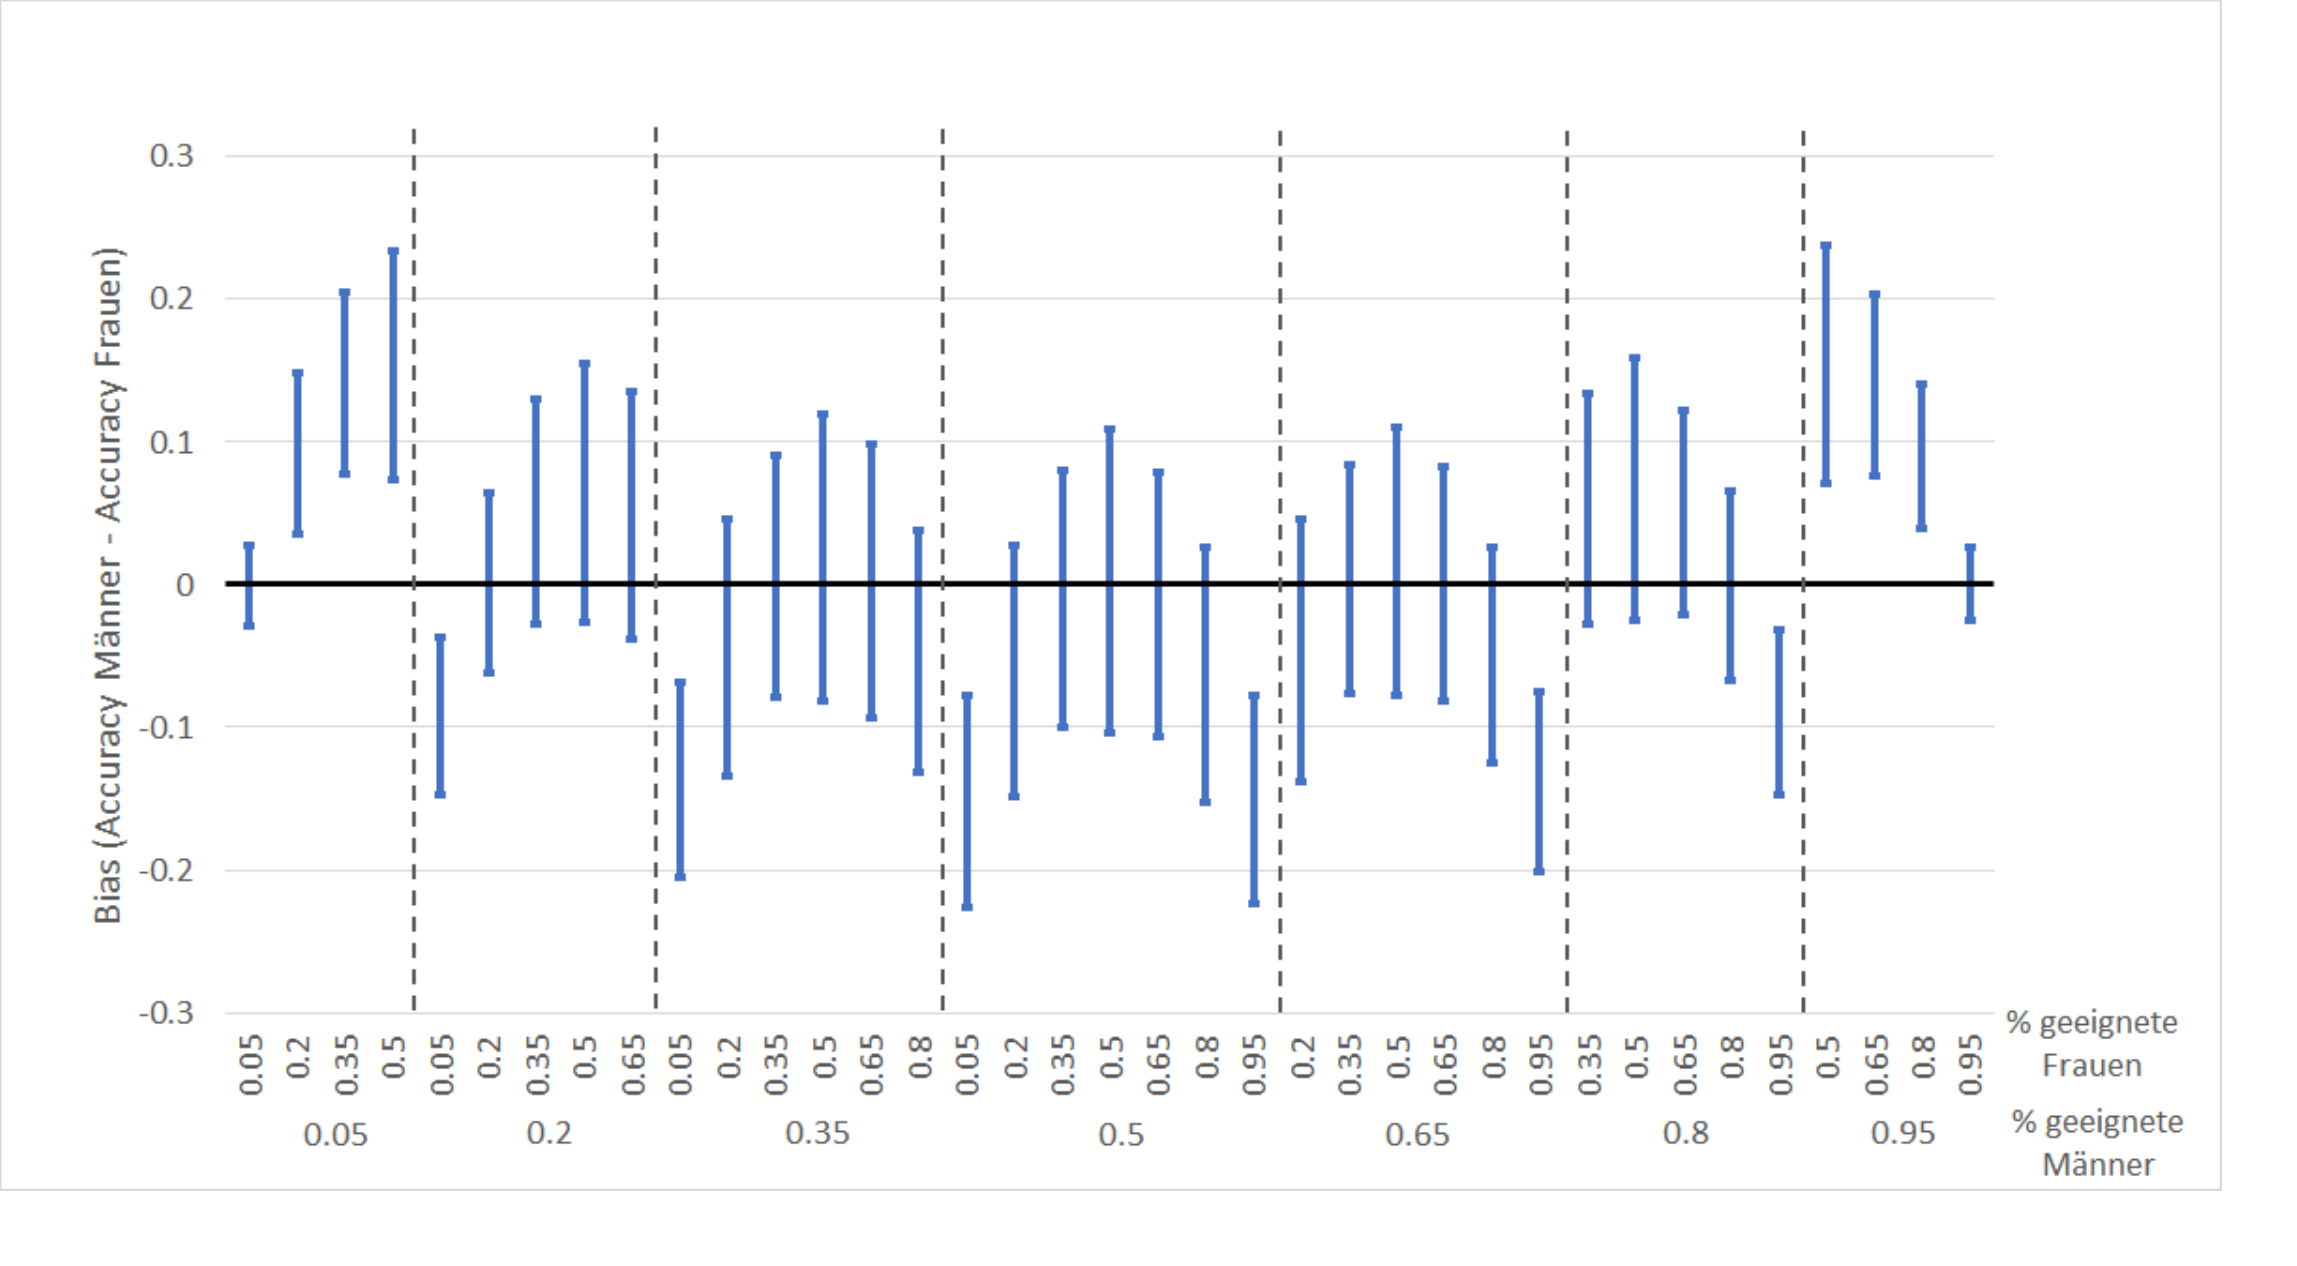 Bias (Accuracy Männer - Accuracy Frauen)
0.3
0.2
0.1
0
-0.1
-0.2
-0.3
0.05 0.2 0.35 0.5 0.05 0.2 0.35 0.5 0.65 0.05 0.2 0.35 0.5 0.65 0.8 0.05 0.2 0.35 0.5 0.65 0.8 0.95 0.2 0.35 0.5 0.65 0.8 0.95 0.35 0.5 0.65 0.8 0.95 0.5 0.65 0.8 0.95
% geeignete
Frauen
0.05 0.2 0.35 0.5 0.65 0.8 0.95
% geeignete
Männer